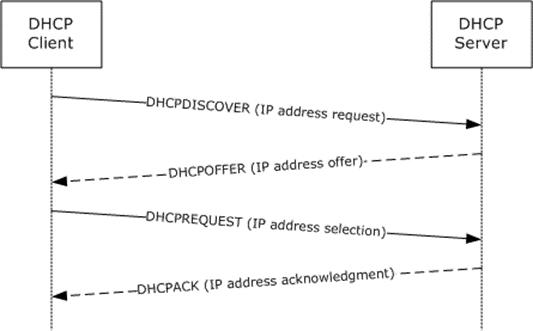 DHCP
Client
DHCP
Server
DHCPDISCOVER (IP address request)
DHCPOFFER (IP address offer)
DHCPREQUEST (IP address selection)
DHCPACK (IP address acknowledgment)